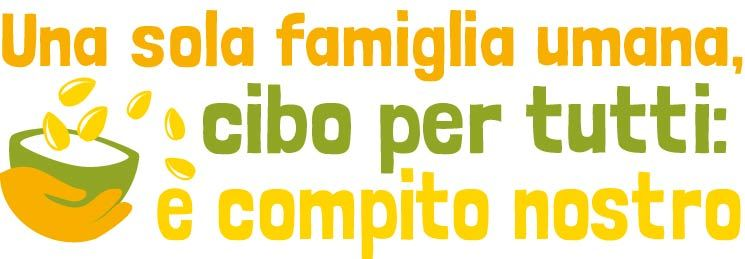 Una sola famiglia umana,
cibo per tutti:
è compito nostro